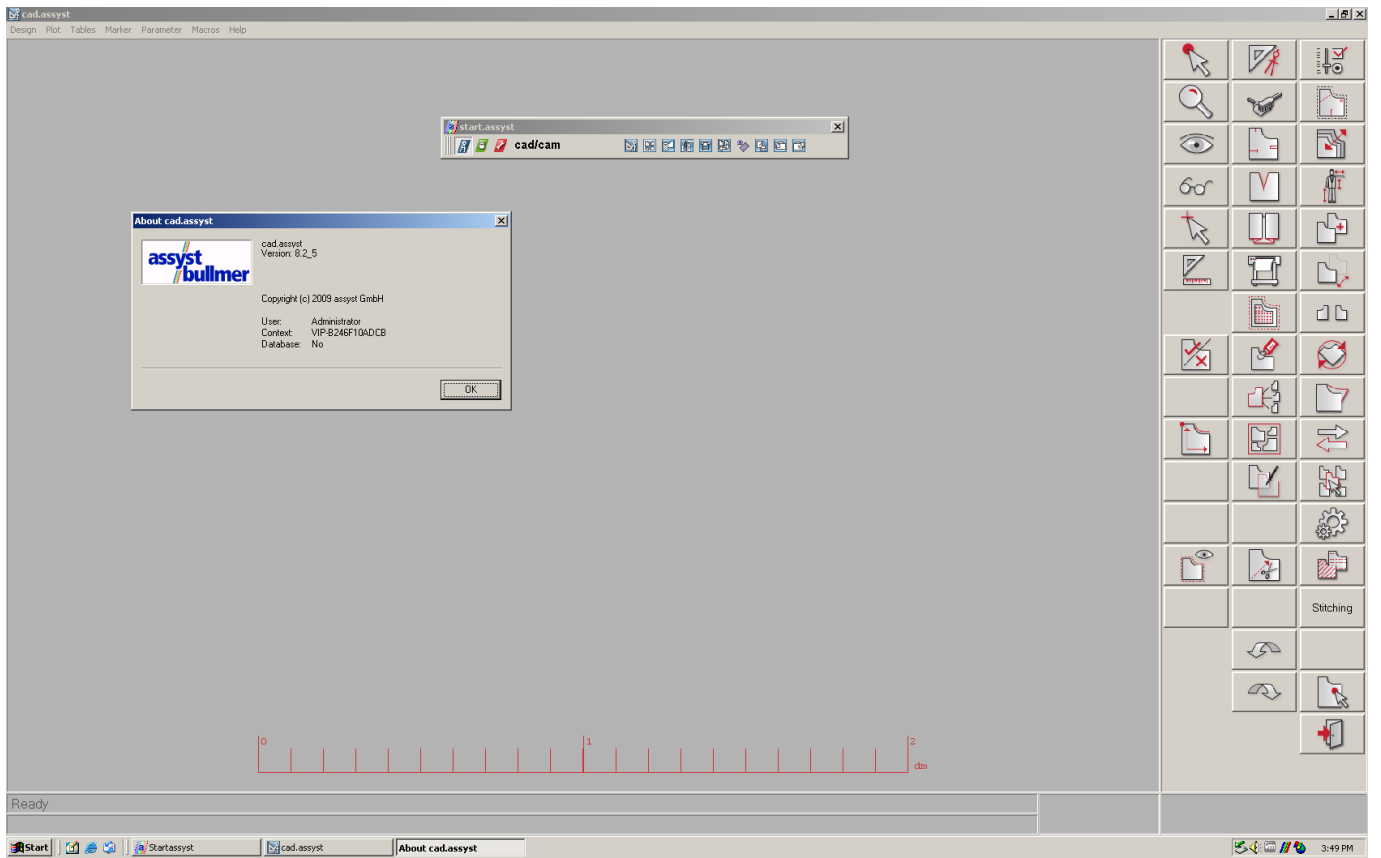 cad.assyst
Design Plot Tables Marker Parameter Macros Help
start.assyst
cad/cam
About cad.assyst
assyst
bullmer
cad.assyst
Version: 8.2_5
Copyright (c) 2009 assyst GmbH
User: Administrator
Context: VIP-B246F10ADCB
Database: No
OK
Stitching
0 1 2
dm
Ready
Start Startassyst cad.assyst About cad.assyst 3:49 PM